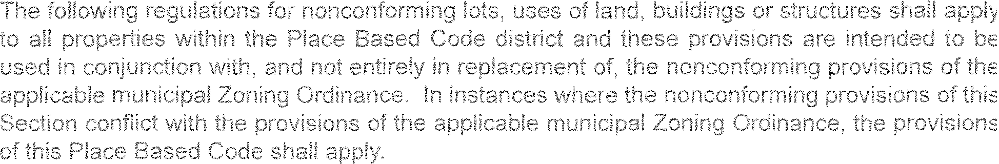 The following regulations for nonconforming lots, uses of land, buildings or structures shall apply
to all properties within the Place Based Code district and these provisions are intended to be
used in conjunction with, and not entirely in replacement of, the nonconforming provisions of the
applicable municipal Zoning Ordinance.  In instances where the nonconforming provisions of this
Section conflict with the provisions of the applicable municipal Zoning Ordinance, the provisions
of this Place Based Code shall apply.